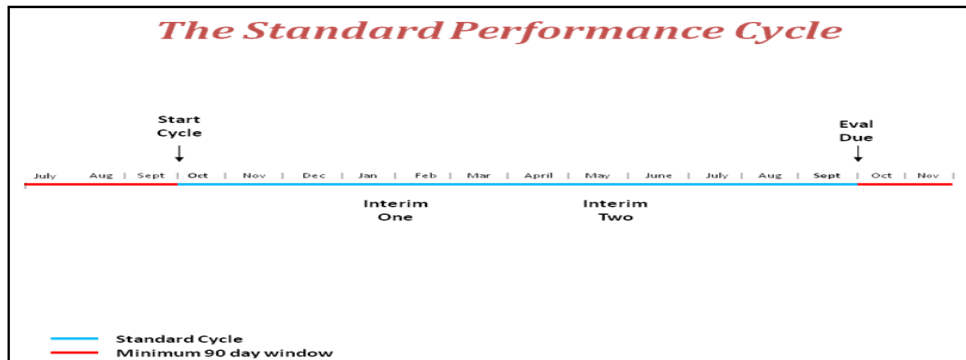 The Standard Performance Cycle
Start
Cycle
Eval
Due
July Aug | Sept | Oct | Nov | Dec | Jan | Feb | Mar | April | May | June | July | Aug | Sept | Oct | Nov |
Interim
One
Interim
Two
Standard Cycle
Minimum 90 day window